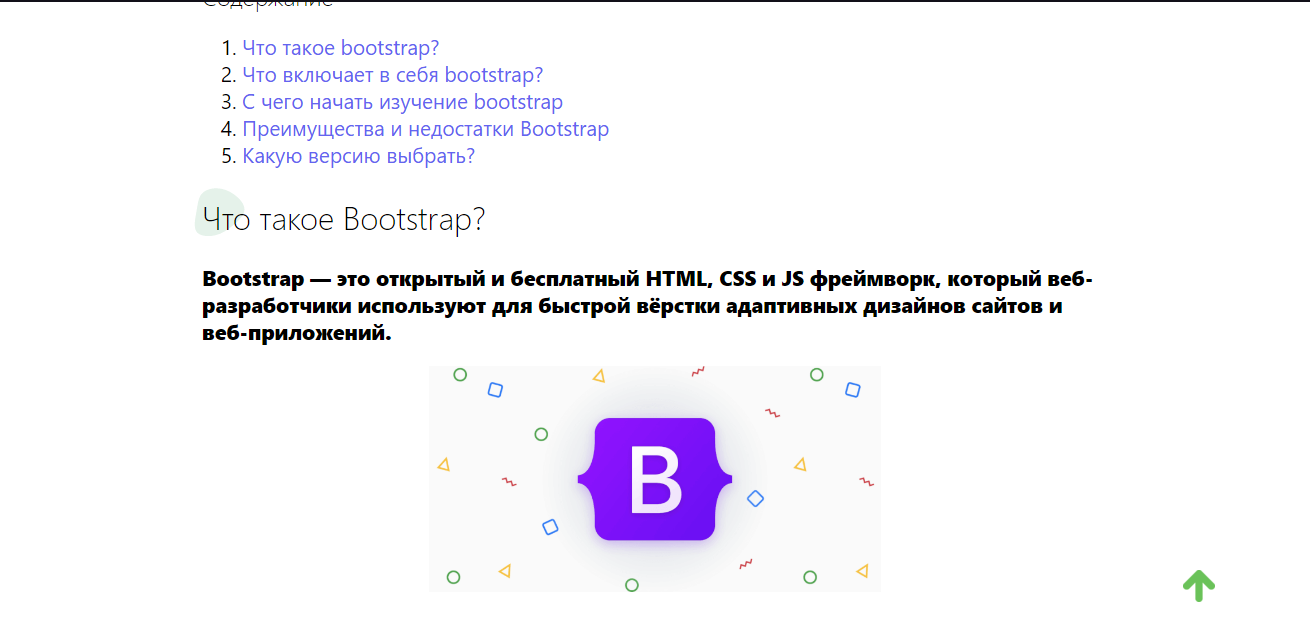 Содержание
1. Что такое bootstrap?
2. Что включает в себя bootstrap?
3. С чего начать изучение bootstrap
4. Преимущества и недостатки Bootstrap
5. Какую версию выбрать?
Что такое Bootstrap?
Bootstrap — это открытый и бесплатный HTML, CSS и JS фреймворк, который веб-
разработчики используют для быстрой вёрстки адаптивных дизайнов сайтов и
веб-приложений.
B